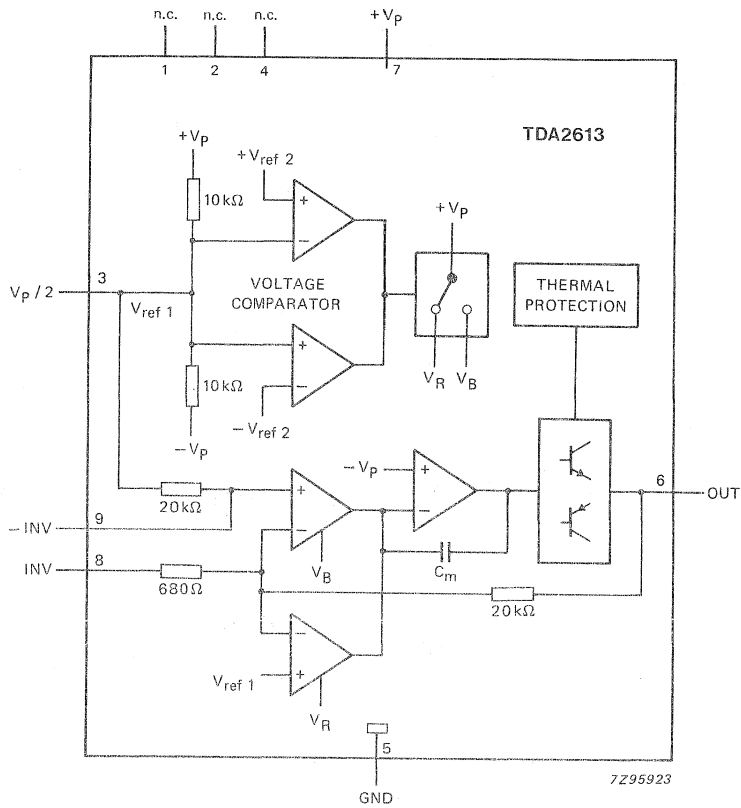 n.c.
n.c.
n.c.
+VP
1
2
4
7
TDA2613
+VP
+Vref 2
10kΩ
+
−
+VP
3
VP / 2
Vref 1
VOLTAGE
COMPARATOR
THERMAL
PROTECTION
+
−
10kΩ
VR
VB
−Vref 2
−VP
−VP
+
−
6
OUT
20kΩ
+
−
−INV
9
INV
8
680Ω
VB
Cm
20kΩ
−
+
Vref 1
VR
5
GND
7Z95923